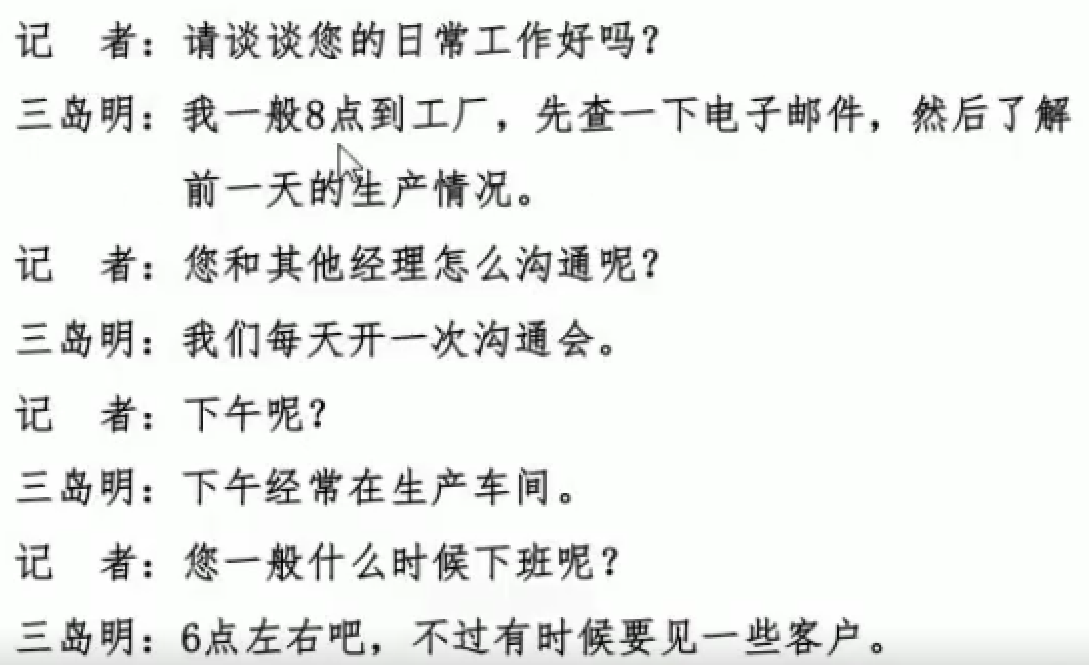 记　者：请谈谈您的日常工作好吗？
三岛明：我一般8点到工厂，先查一下电子邮件，然后了解
前一天的生产情况。
记　者：您和其他经理怎么沟通呢？
三岛明：我们每天开一次沟通会。
记　者：下午呢？
三岛明：下午经常在生产车间。
记　者：您一般什么时候下班呢？
三岛明：6点左右吧，不过有时候要见一些客户。